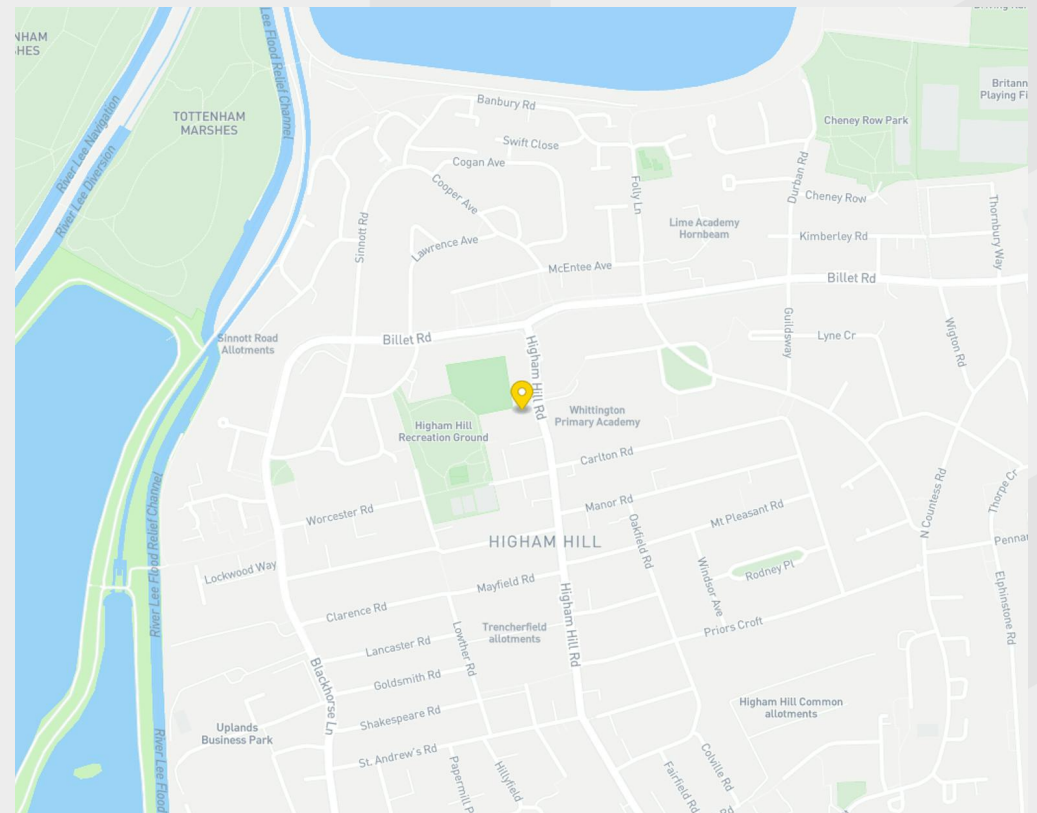 NHAM
SHES
River Lee Navigation
River Lee Diversion
TOTTENHAM
MARSHES
Lee Flood Relief Channel
Banbury Rd
Swift Close
Cogan Ave
Cooper Ave
Folly Ln
Durban Rd
Cheney Row Park
Britann
Playing Fi
Cheney Row
Thornbury Way
Sinnott Rd
Lawrence Ave
Lime Academy
Hornbeam
Kimberley Rd
McEntee Ave
Billet Rd
Sinnott Road
Allotments
Billet Rd
Higham Hill Rd
Guildsway
Lyne Cr
Wigton Rd
Higham Hill
Recreation Ground
Whittington
Primary Academy
Carlton Rd
River Lee Flood Relief Channel
Worcester Rd
Manor Rd
Oakfield Rd
Mt Pleasant Rd
N Countess Rd
Thorpe Cr
HIGHAM HILL
Pennar
Lockwood Way
Mayfield Rd
Higham Hill Rd
Windsor Ave
Rodney Pl
Elphinstone Rd
Clarence Rd
Trencherfield
allotments
Priors Croft
Lancaster Rd
Lowther Rd
Goldsmith Rd
Blackhorse Ln
Higham Hill Common
allotments
Shakespeare Rd
Uplands
Business Park
St. Andrew's Rd
River Lee Flood
Papermill P
Hillyfield
Fairfield Rd
Colville Rd
Rd